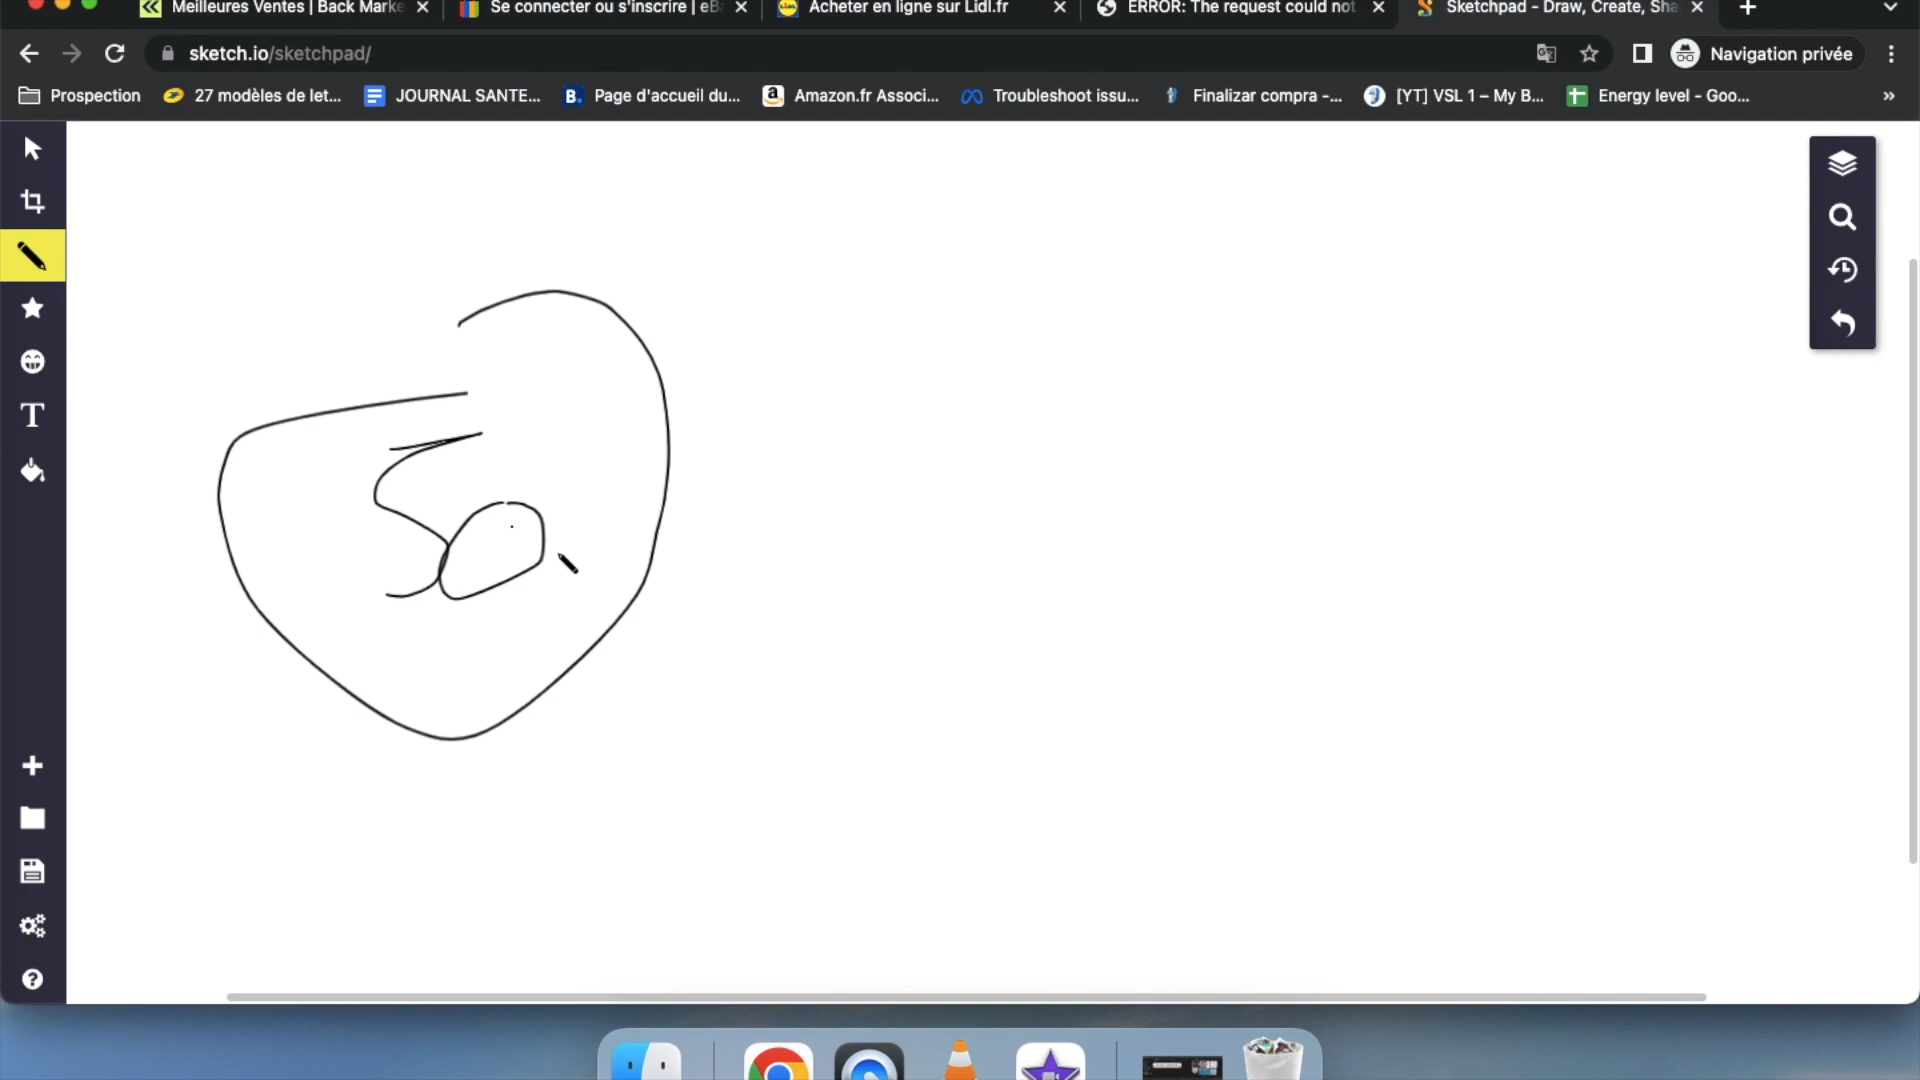 Meilleures Ventes | Back Marke
Se connecter ou s'inscrire | eBa
Acheter en ligne sur Lidl.fr
ERROR: The request could not
Sketchpad - Draw, Create, Sha
sketch.io/sketchpad/
Navigation privée
Prospection
27 modèles de let...
JOURNAL SANTE...
B.
Page d'accueil du...
Amazon.fr Associ...
Troubleshoot issu...
Finalizar compra -...
[YT] VSL 1 – My B...
Energy level - Goo...
T
50